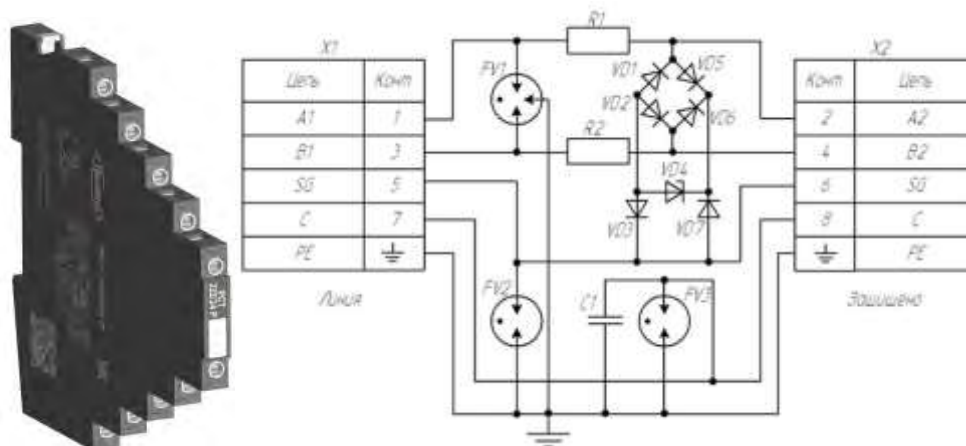 X1
Цепь Конт
A1 1
B1 3
SG 5
C 7
PE
Линия
R1
FV1
VD1
VD5
VD2
VD6
R2
VD4
VD3
VD7
FV2
C1
FV3
X2
Конт Цепь
2 A2
4 B2
6 SG
8 C
PE
Защищено